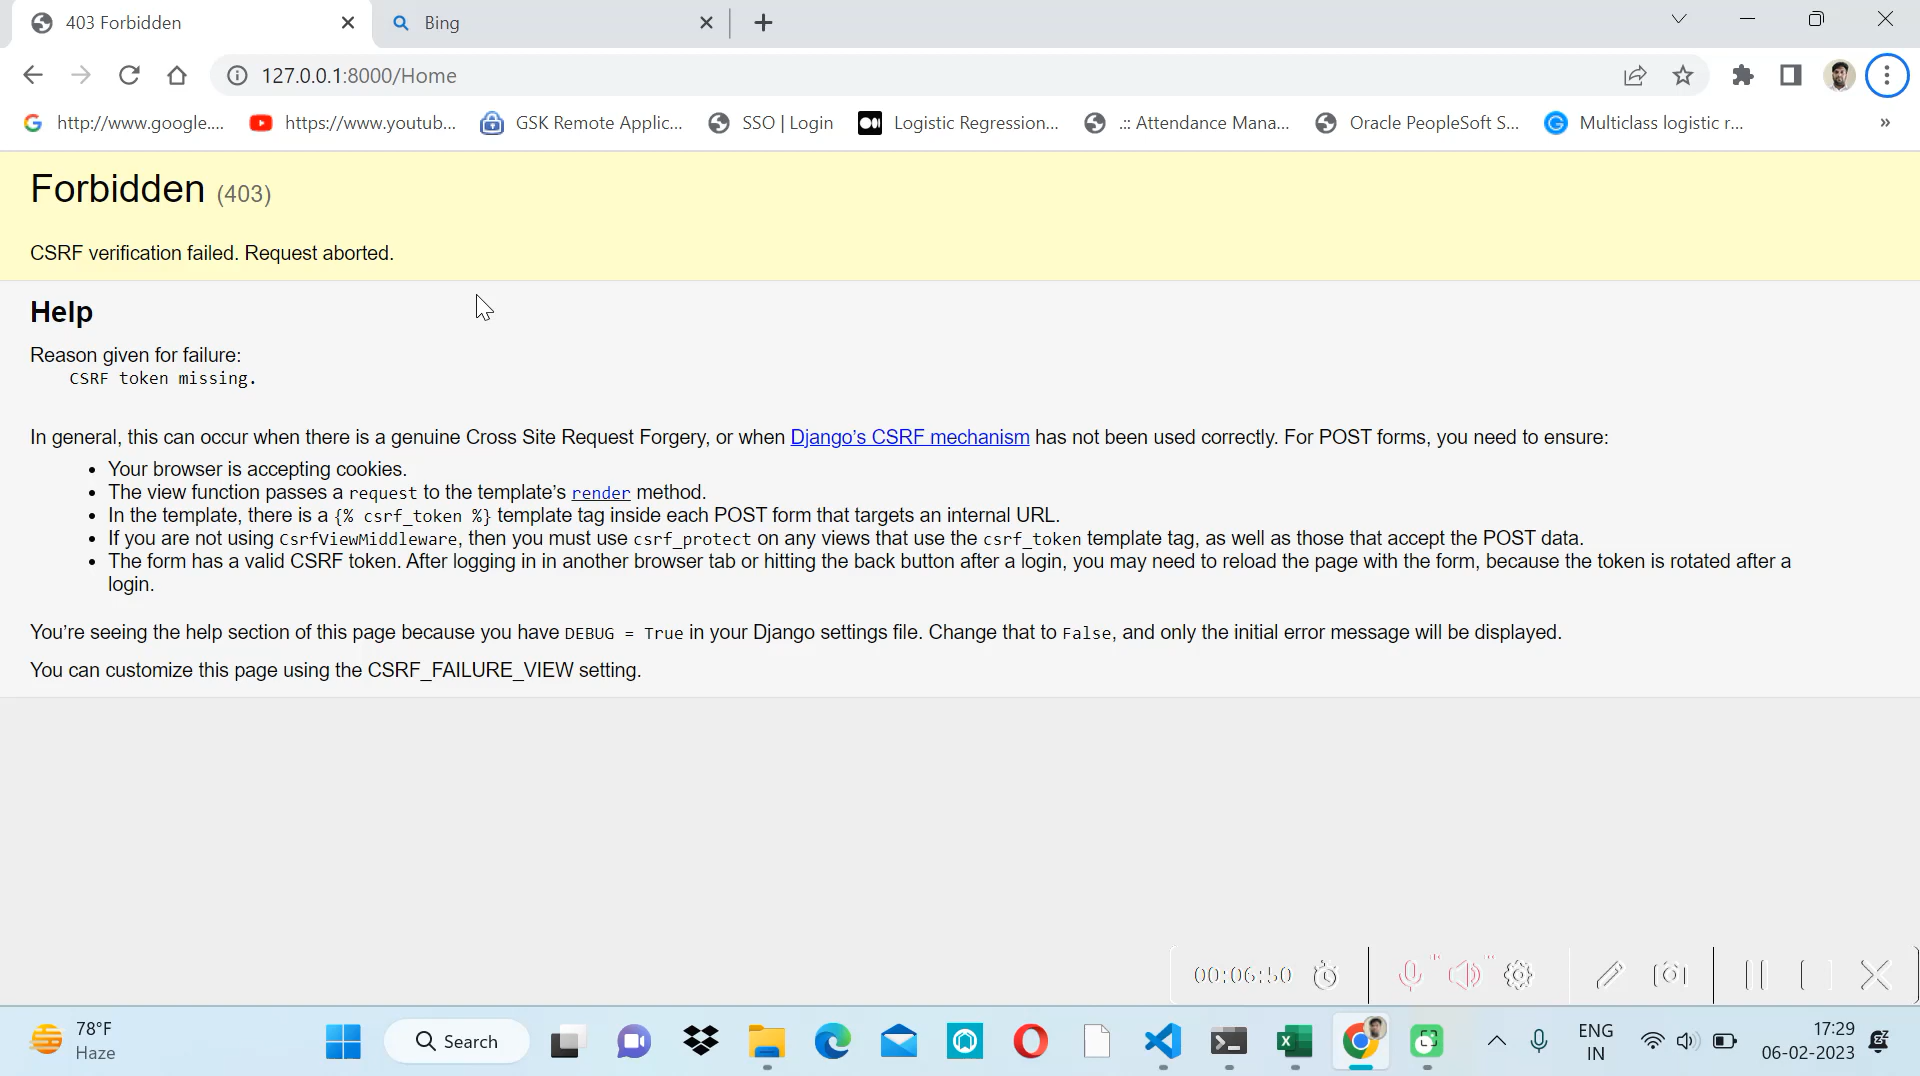 403 Forbidden
Bing
127.0.0.1:8000/Home
http://www.google....
https://www.youtub...
GSK Remote Applic...
SSO | Login
Logistic Regression...
.:: Attendance Mana...
Oracle PeopleSoft S...
Multiclass logistic r...
»
Forbidden (403)
CSRF verification failed. Request aborted.
Help
Reason given for failure:
CSRF token missing.
In general, this can occur when there is a genuine Cross Site Request Forgery, or when Django’s CSRF mechanism has not been used correctly. For POST forms, you need to ensure:
• Your browser is accepting cookies.
• The view function passes a request to the template’s render method.
• In the template, there is a {% csrf_token %} template tag inside each POST form that targets an internal URL.
• If you are not using CsrfViewMiddleware, then you must use csrf_protect on any views that use the csrf_token template tag, as well as those that accept the POST data.
• The form has a valid CSRF token. After logging in in another browser tab or hitting the back button after a login, you may need to reload the page with the form, because the token is rotated after a
login.
You’re seeing the help section of this page because you have DEBUG = True in your Django settings file. Change that to False, and only the initial error message will be displayed.
You can customize this page using the CSRF_FAILURE_VIEW setting.
00:06:50
78°F
Haze
Search
ENG
IN
17:29
06-02-2023